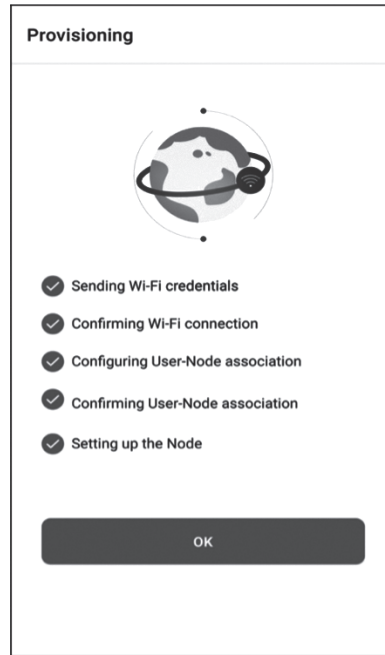 Provisioning
Sending Wi-Fi credentials
Confirming Wi-Fi connection
Configuring User-Node association
Confirming User-Node association
Setting up the Node
OK